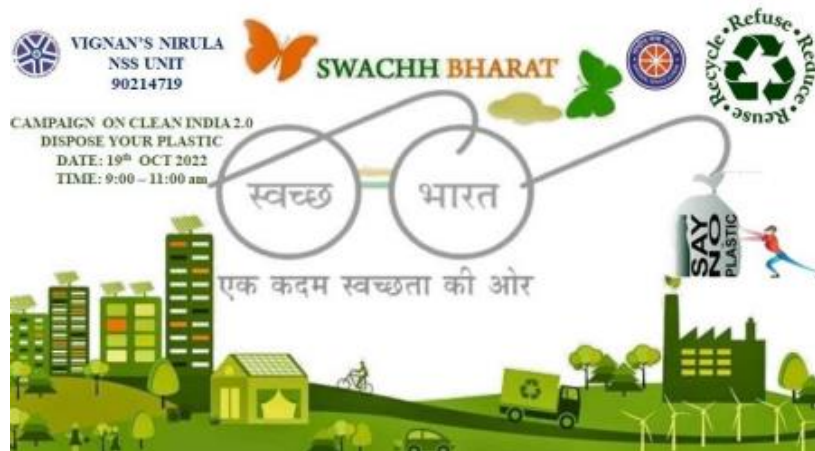 VIGNAN'S NIRULA
NSS UNIT
90214719
SWACHH BHARAT
Refuse • Reduce • Reuse • Recycle •
CAMPAIGN ON CLEAN INDIA 2.0
DISPOSE YOUR PLASTIC
DATE: 19th OCT 2022
TIME: 9:00 – 11:00 am
स्वच्छ भारत
एक कदम स्वच्छता की ओर
SAY
NO
PLASTIC